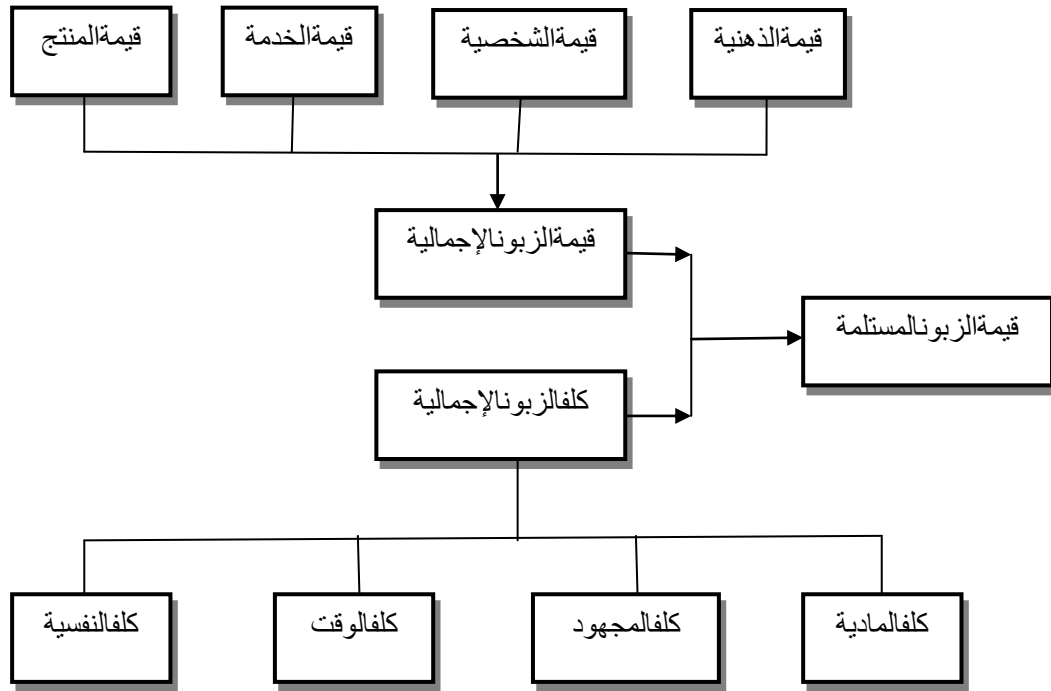 قيمةالذهنية
قيمةالشخصية
قيمةالخدمة
قيمةالمنتج
قيمةالزبونالإجمالية
قيمةالزبونالمستلمة
كلفالزبونالإجمالية
كلفالمادية
كلفالمجهود
كلفالوقت
كلفالنفسية